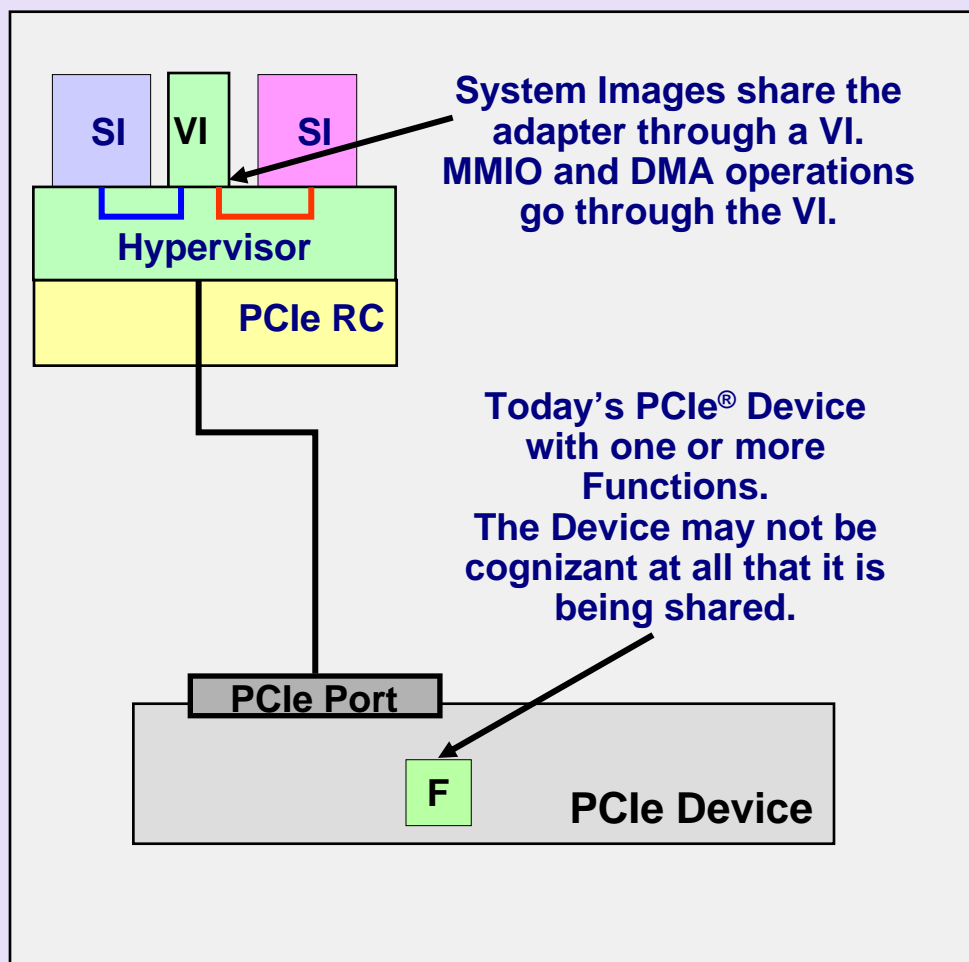 SI
VI
SI
System Images share the
adapter through a VI.
MMIO and DMA operations
go through the VI.
Hypervisor
PCIe RC
Today’s PCIe® Device
with one or more
Functions.
The Device may not be
cognizant at all that it is
being shared.
PCIe Port
F
PCIe Device